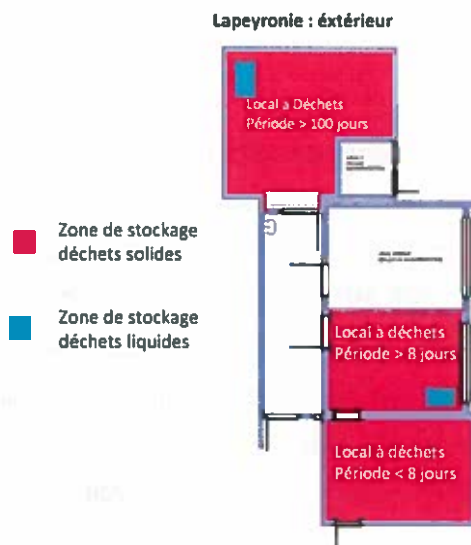 Lapeyronie : éxtérieur
Local à Déchets
Période > 100 jours
Zone de stockage
déchets solides
Zone de stockage
déchets liquides
Local à déchets
Période > 8 jours
Local à déchets
Période < 8 jours